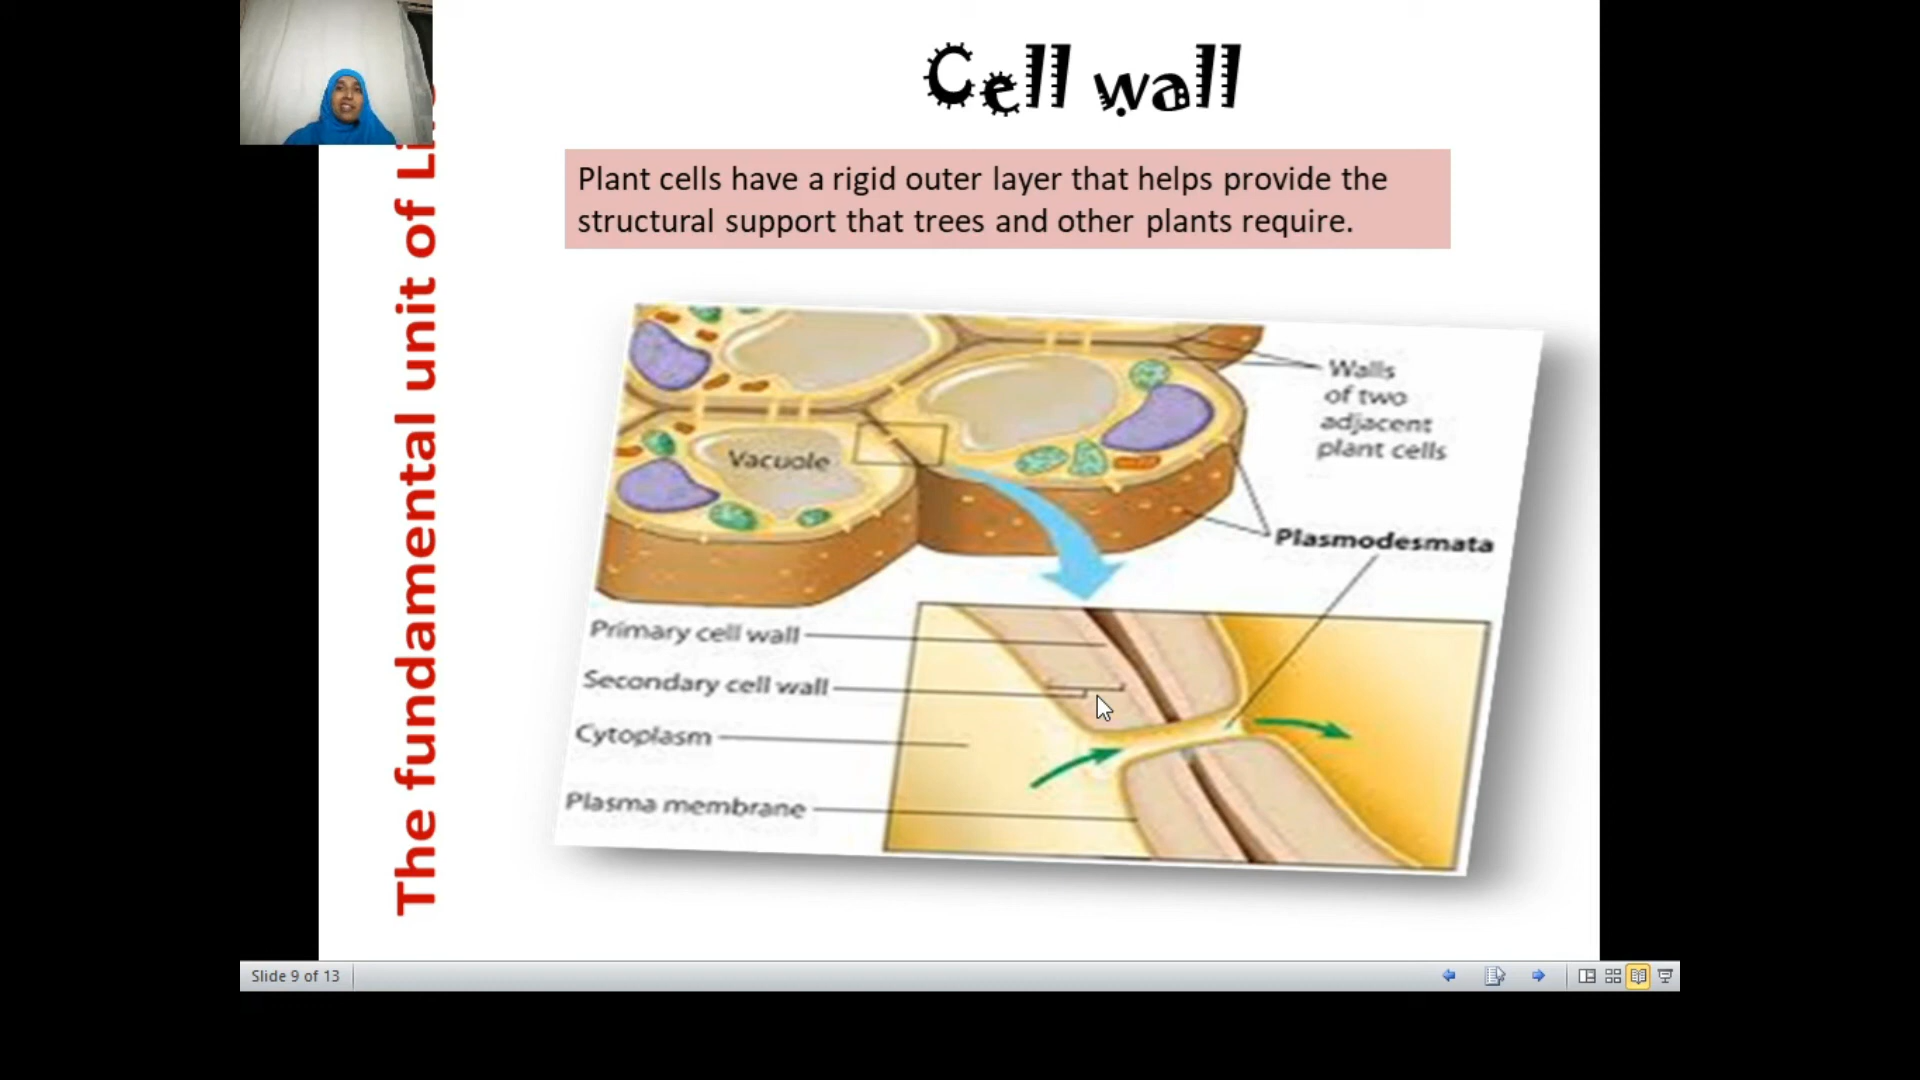 Cell wall
Plant cells have a rigid outer layer that helps provide the
structural support that trees and other plants require.
The fundamental unit of
Walls
of two
adjacent
plant cells
Vacuole
Plasmodesmata
Primary cell wall
Secondary cell wall
Cytoplasm
Plasma membrane
Slide 9 of 13